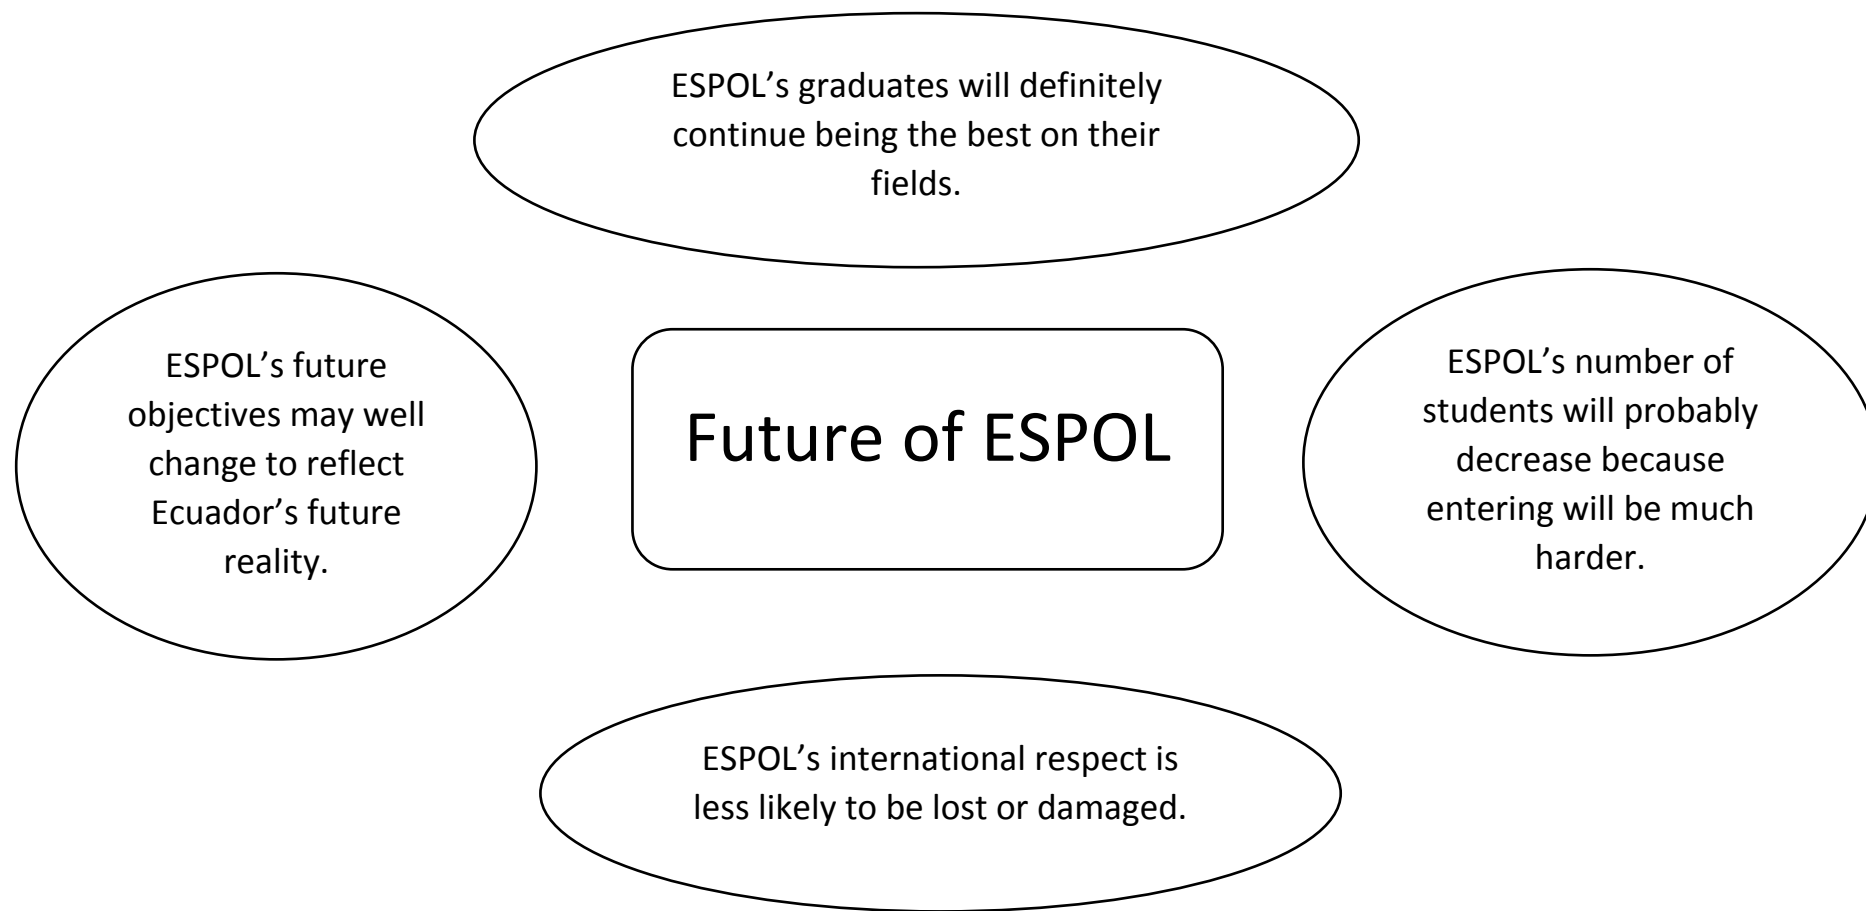 ESPOL’s graduates will definitely
continue being the best on their
fields.
ESPOL’s future
objectives may well
change to reflect
Ecuador’s future
reality.
Future of ESPOL
ESPOL’s number of
students will probably
decrease because
entering will be much
harder.
ESPOL’s international respect is
less likely to be lost or damaged.